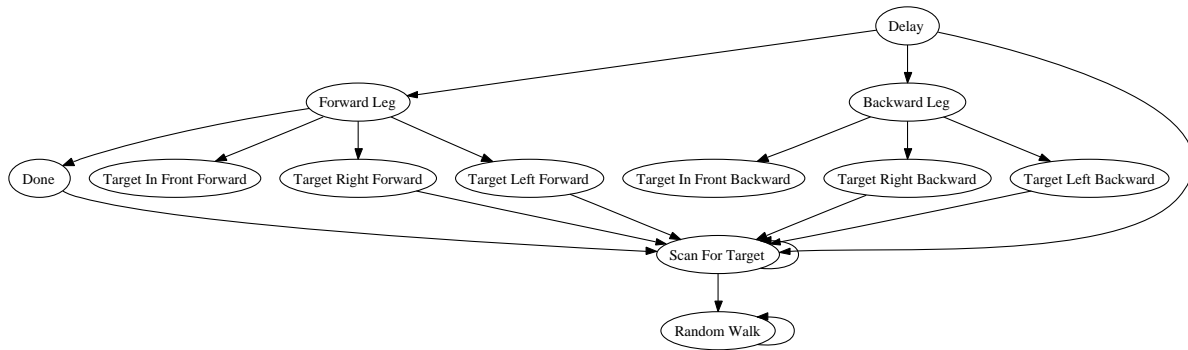 Delay
Forward Leg
Backward Leg
Done
Target In Front Forward
Target Right Forward
Target Left Forward
Target In Front Backward
Target Right Backward
Target Left Backward
Scan For Target
Random Walk